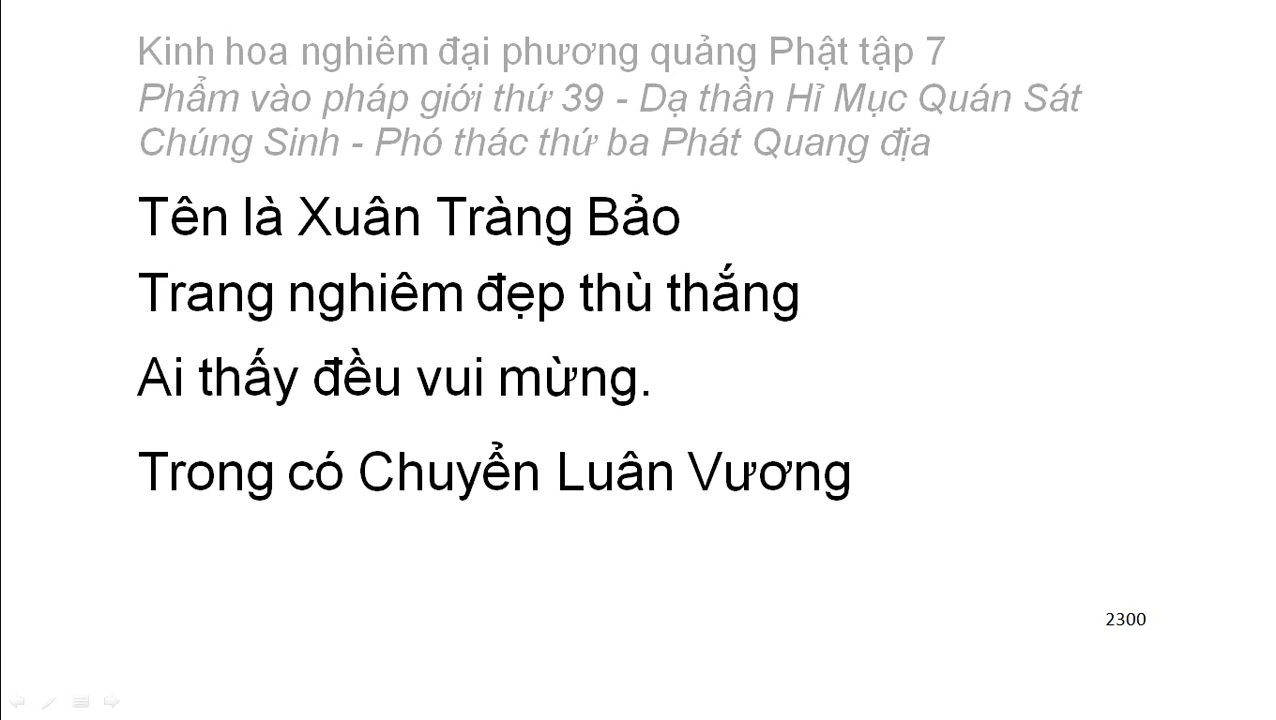 Kinh hoa nghiêm đại phương quảng Phật tập 7
Phẩm vào pháp giới thứ 39 - Dạ thần Hỉ Mục Quán Sát
Chúng Sinh - Phó thác thứ ba Phát Quang địa
Tên là Xuân Tràng Bảo
Trang nghiêm đẹp thù thắng
Ai thấy đều vui mừng.
Trong có Chuyển Luân Vương
2300